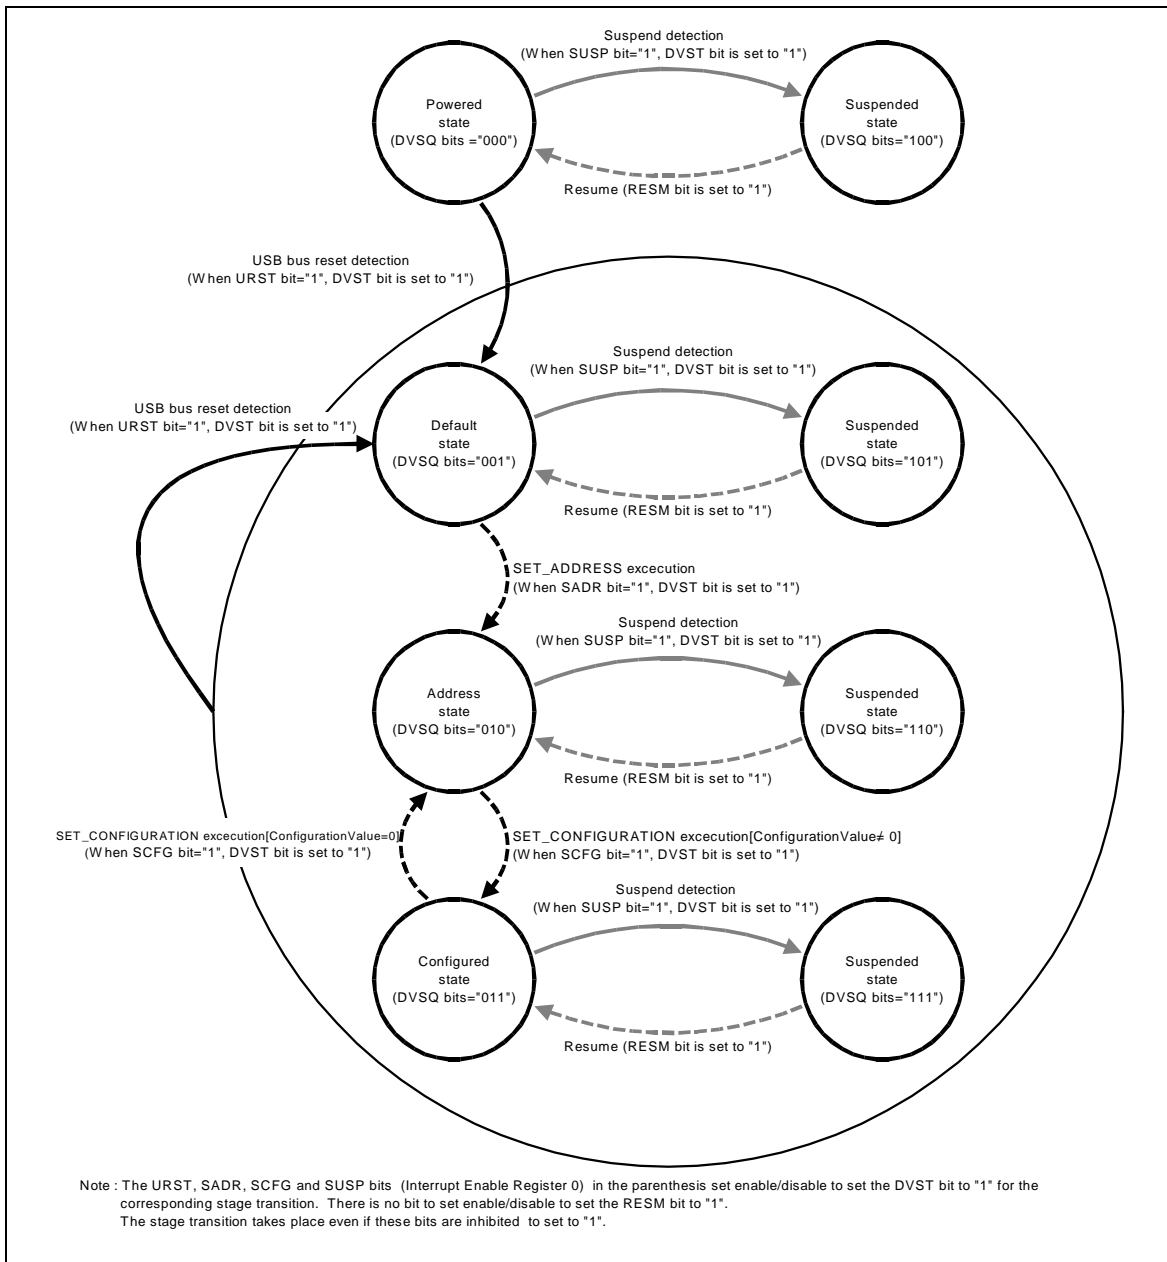 Suspend detection
(When SUSP bit="1", DVST bit is set to "1")
Powered
state
(DVSQ bits ="000")
Suspended
state
(DVSQ bits="100")
Resume (RESM bit is set to "1")
USB bus reset detection
(When URST bit="1", DVST bit is set to "1")
Suspend detection
(When SUSP bit="1", DVST bit is set to "1")
USB bus reset detection
(When URST bit="1", DVST bit is set to "1")
Default
state
(DVSQ bits="001")
Suspended
state
(DVSQ bits="101")
Resume (RESM bit is set to "1")
SET_ADDRESS excecution
(When SADR bit="1", DVST bit is set to "1")
Suspend detection
(When SUSP bit="1", DVST bit is set to "1")
Address
state
(DVSQ bits="010")
Suspended
state
(DVSQ bits="110")
Resume (RESM bit is set to "1")
SET_CONFIGURATION excecution[ConfigurationValue=0]
(When SCFG bit="1", DVST bit is set to "1")
SET_CONFIGURATION excecution[ConfigurationValue≠ 0]
(When SCFG bit="1", DVST bit is set to "1")
Suspend detection
(When SUSP bit="1", DVST bit is set to "1")
Configured
state
(DVSQ bits="011")
Suspended
state
(DVSQ bits="111")
Resume (RESM bit is set to "1")
Note : The URST, SADR, SCFG and SUSP bits (Interrupt Enable Register 0) in the parenthesis set enable/disable to set the DVST bit to "1" for the
corresponding stage transition. There is no bit to set enable/disable to set the RESM bit to "1".
The stage transition takes place even if these bits are inhibited to set to "1".